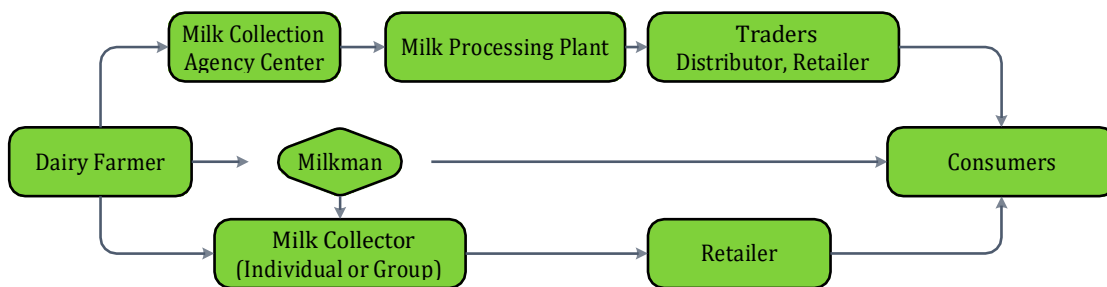 Milk Collection
Agency Center
Milk Processing Plant
Traders
Distributor, Retailer
Dairy Farmer
Milkman
Consumers
Milk Collector
(Individual or Group)
Retailer